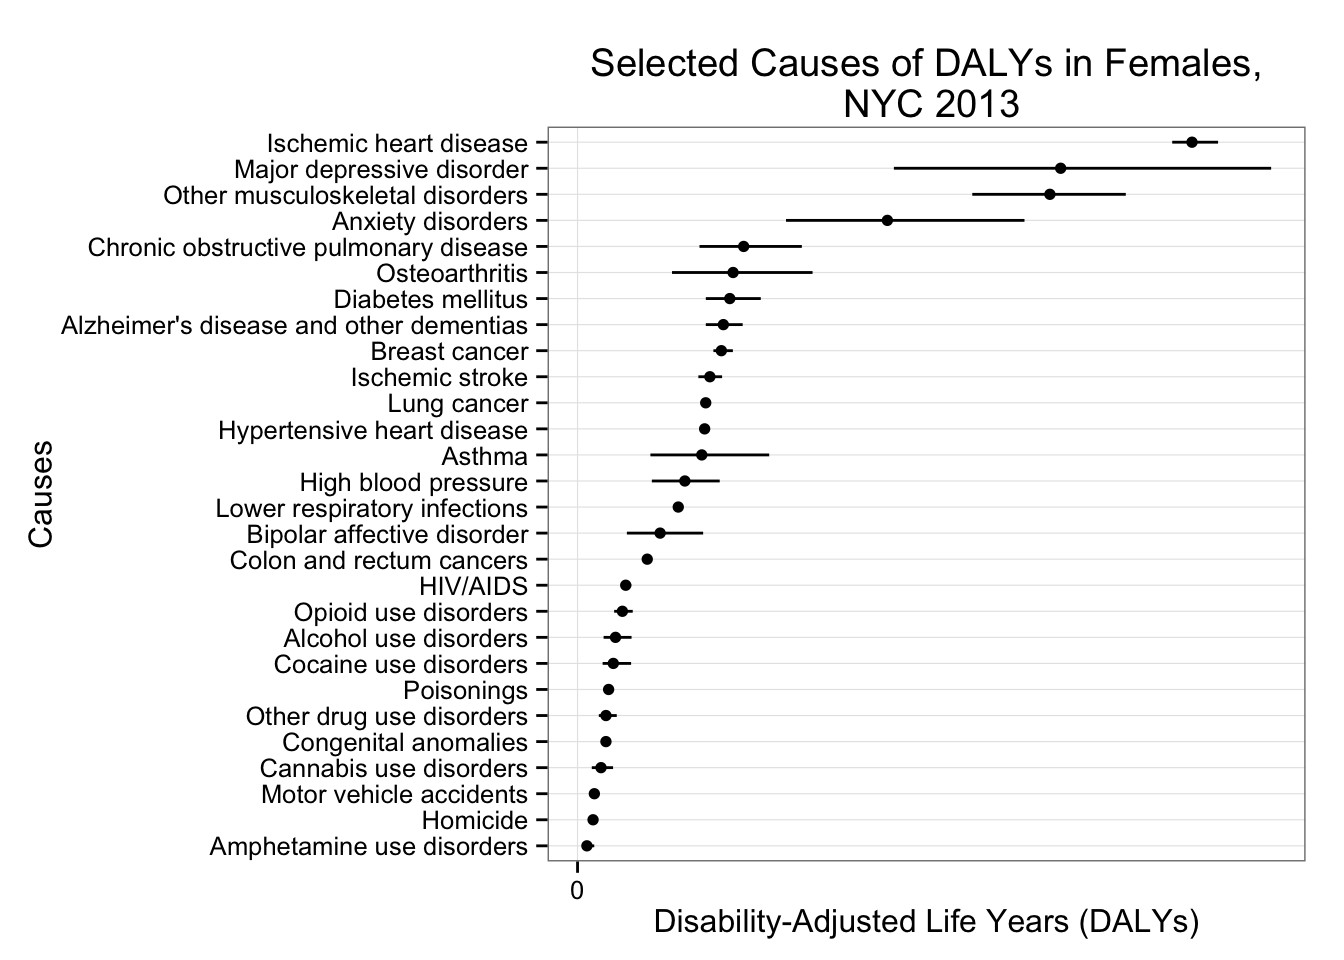 Selected Causes of DALYs in Females,
NYC 2013
Causes
Ischemic heart disease
Major depressive disorder
Other musculoskeletal disorders
Anxiety disorders
Chronic obstructive pulmonary disease
Osteoarthritis
Diabetes mellitus
Alzheimer's disease and other dementias
Breast cancer
Ischemic stroke
Lung cancer
Hypertensive heart disease
Asthma
High blood pressure
Lower respiratory infections
Bipolar affective disorder
Colon and rectum cancers
HIV/AIDS
Opioid use disorders
Alcohol use disorders
Cocaine use disorders
Poisonings
Other drug use disorders
Congenital anomalies
Cannabis use disorders
Motor vehicle accidents
Homicide
Amphetamine use disorders
0
Disability-Adjusted Life Years (DALYs)